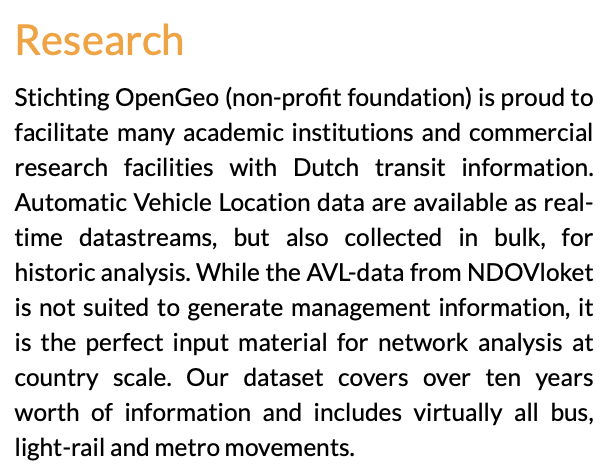 Research
Stichting OpenGeo (non-profit foundation) is proud to
facilitate many academic institutions and commercial
research facilities with Dutch transit information.
Automatic Vehicle Location data are available as real-
time datastreams, but also collected in bulk, for
historic analysis. While the AVL-data from NDOVloket
is not suited to generate management information, it
is the perfect input material for network analysis at
country scale. Our dataset covers over ten years
worth of information and includes virtually all bus,
light-rail and metro movements.